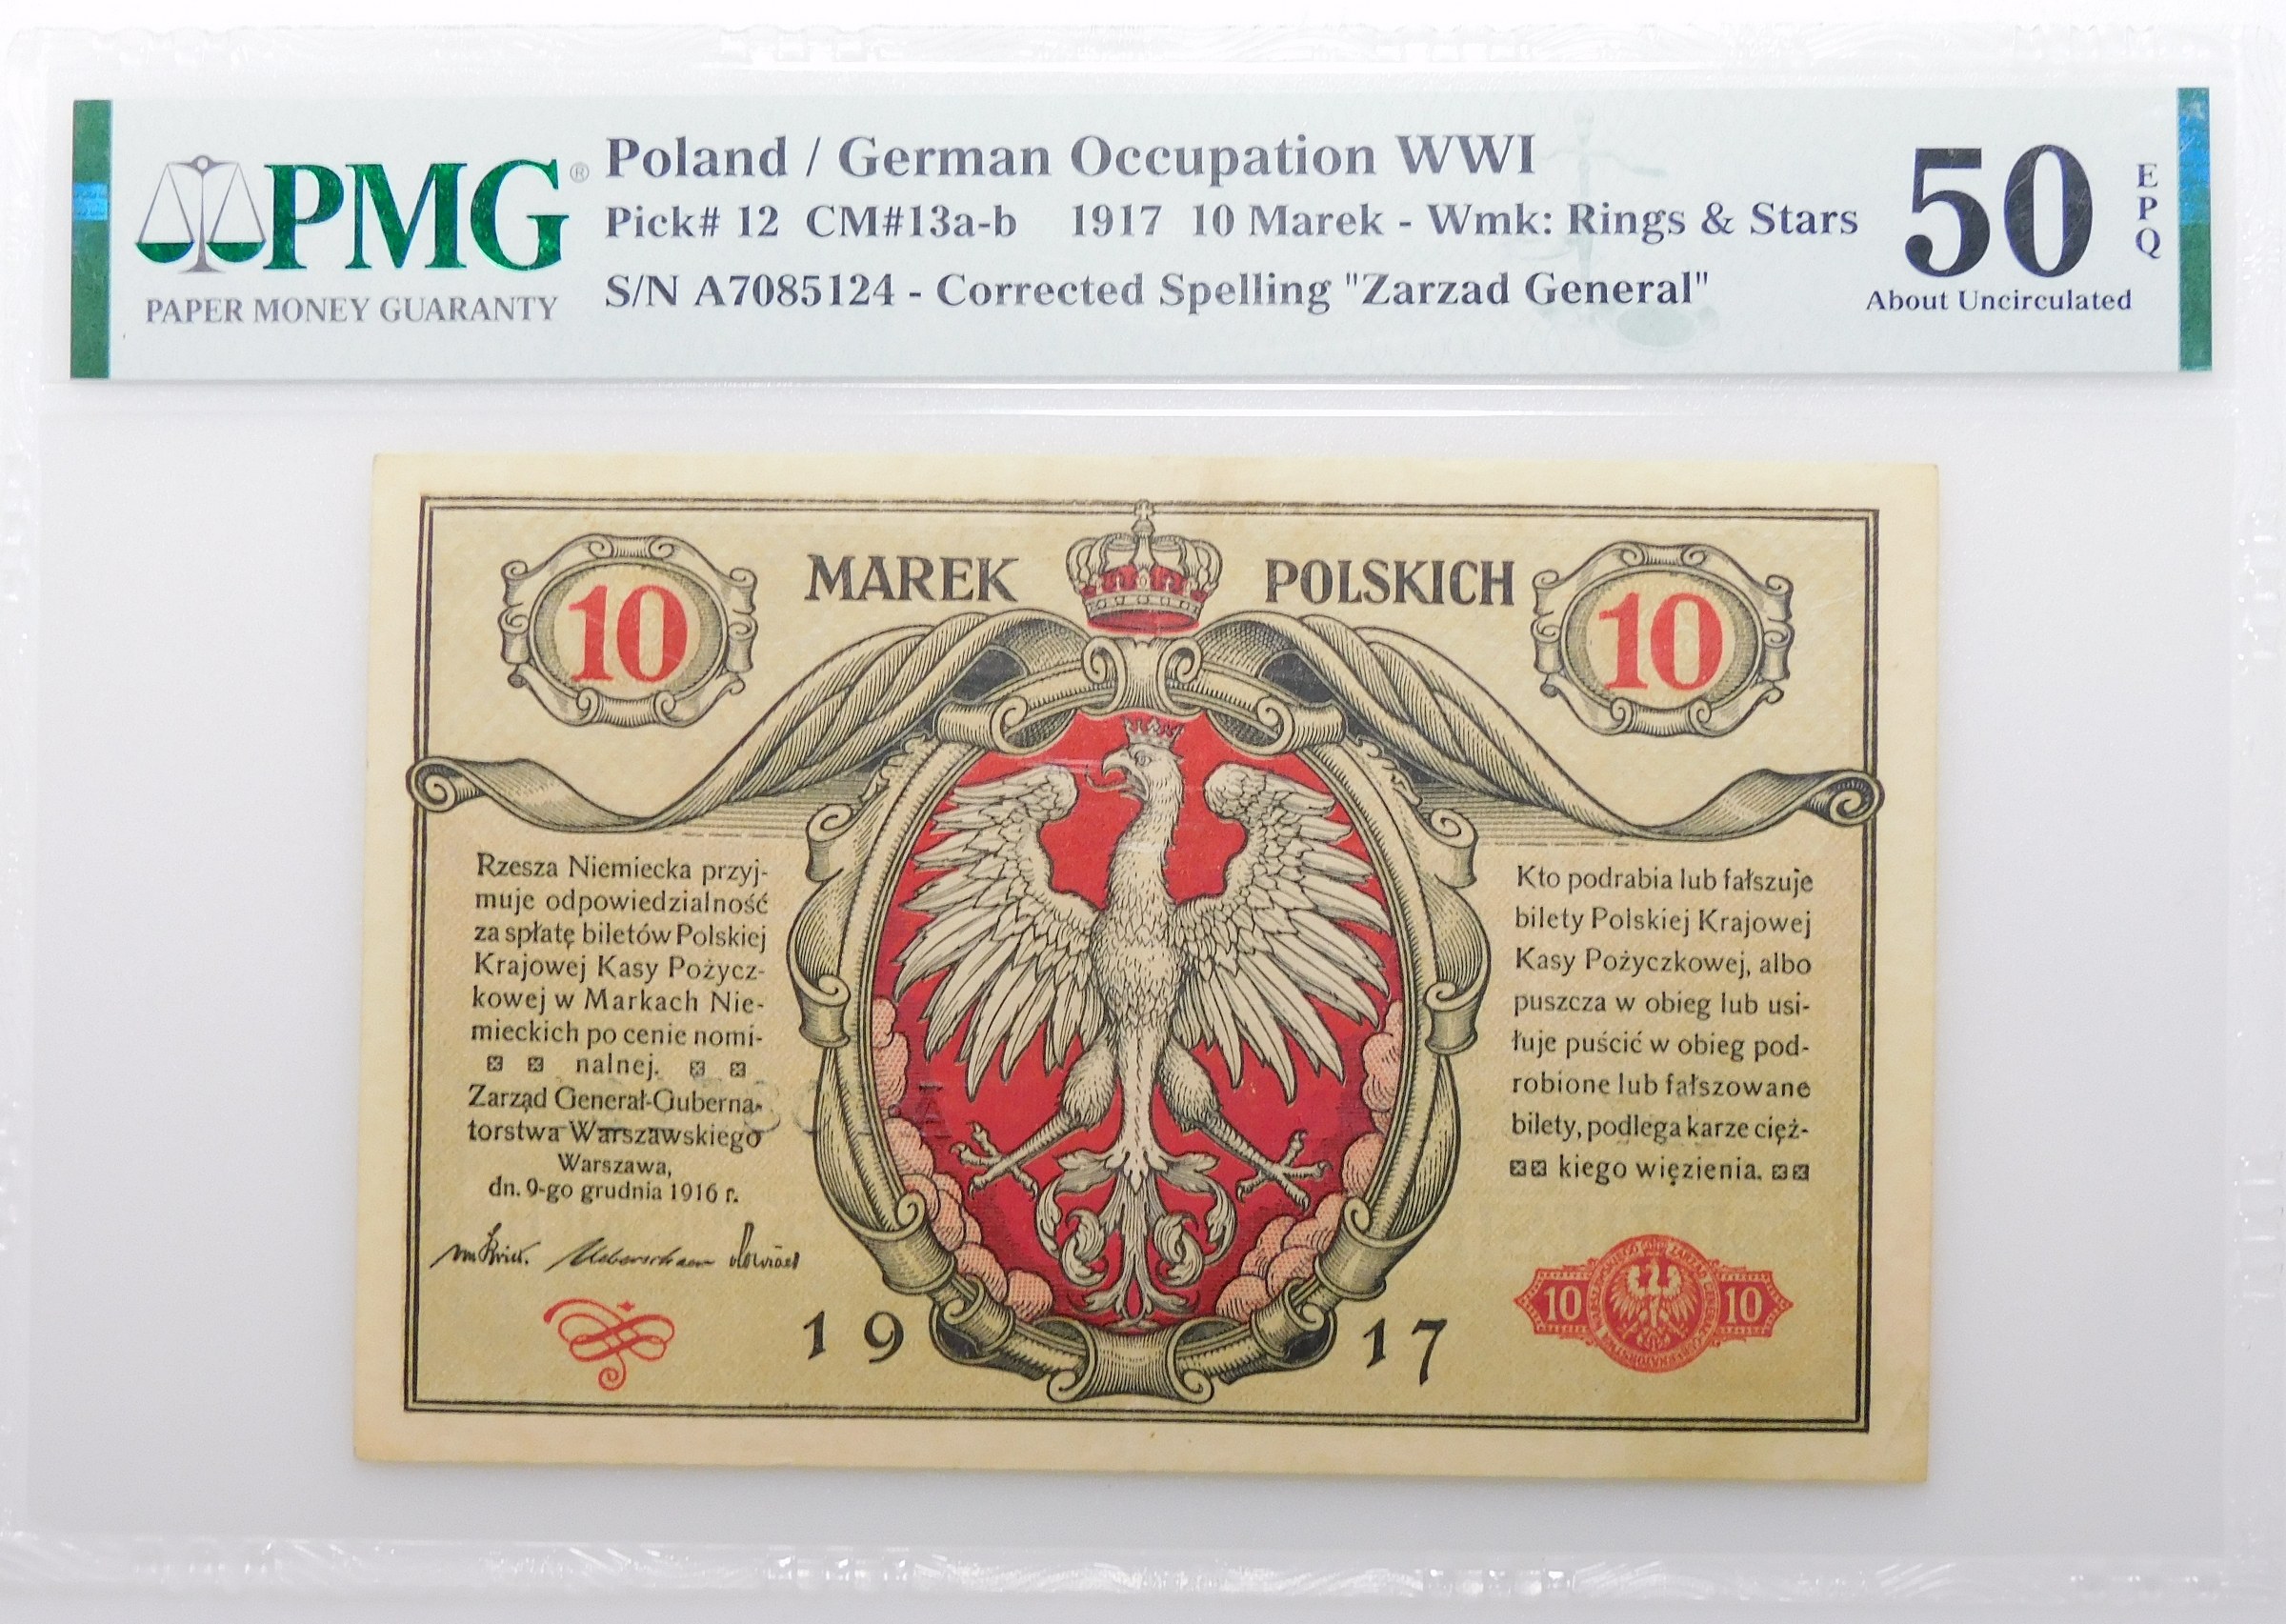 PMG®
PAPER MONEY GUARANTY
Poland / German Occupation WWI
Pick# 12 CM#13a-b 1917 10 Marek - Wmk: Rings & Stars
S/N A7085124 - Corrected Spelling "Zarzad General"
50
EPQ
About Uncirculated
10 MAREK POLSKICH 10
Rzesza Niemiecka przyj-
muje odpowiedzialność
za spłatę biletów Polskiej
Krajowej Kasy Pożycz-
kowej w Markach Nie-
mieckich po cenie nomi-
nalnej.
Zarząd Generał-Guberna-
torstwa Warszawskiego
Warszawa,
dn. 9-go grudnia 1916 r.
Kto podrabia lub fałszuje
bilety Polskiej Krajowej
Kasy Pożyczkowej, albo
puszcza w obieg lub usi-
łuje puścić w obieg pod-
robione lub fałszowane
bilety, podlega karze cięż-
kiego więzienia.
1917
10 10